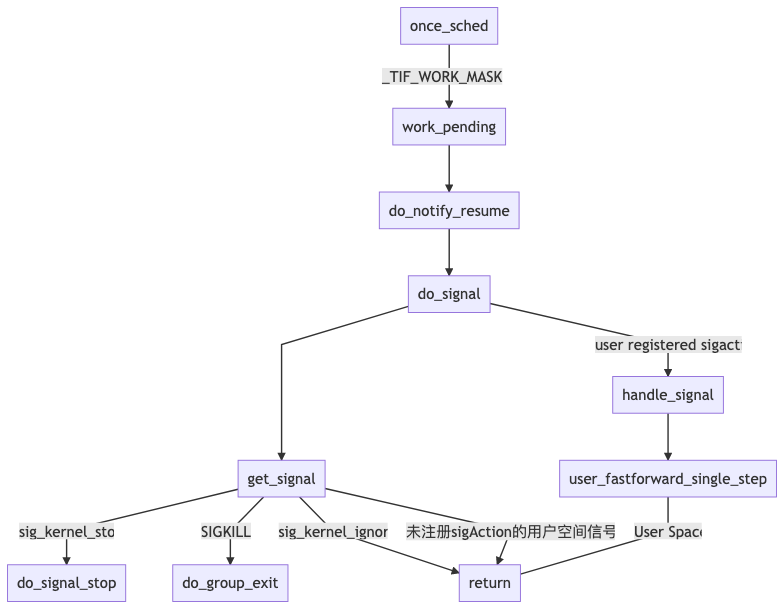 once_sched
_TIF_WORK_MASK
work_pending
do_notify_resume
do_signal
user registered sigact
handle_signal
get_signal
user_fastforward_single_step
sig_kernel_sto
SIGKILL
sig_kernel_ignor
未注册sigAction的用户空间信号
User Space
do_signal_stop
do_group_exit
return